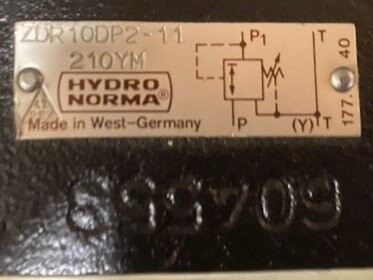 ZDR10DP2-11
210YM
HYDRO
NORMA®
Made in West-Germany
P1 T
P (Y) T
177. 40